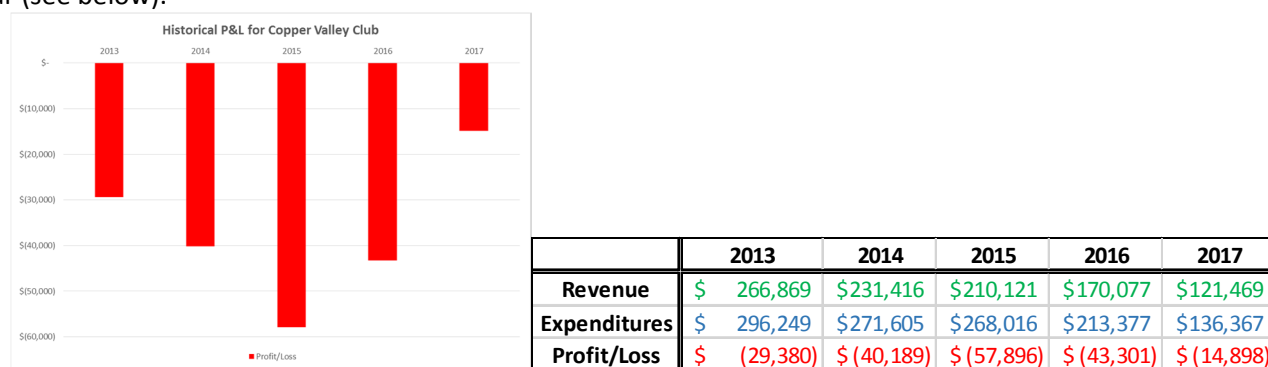 (see below).
Historical P&L for Copper Valley Club
2013 2014 2015 2016 2017
$-
$(10,000)
$(20,000)
$(30,000)
$(40,000)
$(50,000)
$(60,000)
Profit/Loss
2013 2014 2015 2016 2017
Revenue $ 266,869 $231,416 $210,121 $170,077 $121,469
Expenditures $ 296,249 $271,605 $268,016 $213,377 $136,367
Profit/Loss $ (29,380) $(40,189) $(57,896) $(43,301) $(14,898)